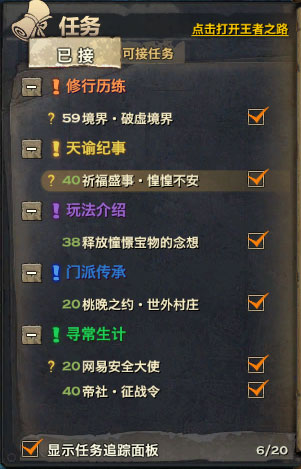 任务
点击打开王者之路
已接 可接任务
修行历练
? 59境界·破虚境界
天谕纪事
? 40祈福盛事·惶惶不安
玩法介绍
38释放憧憬宝物的念想
门派传承
20桃晚之约·世外村庄
寻常生计
? 20网易安全大使
40帝社·征战令
显示任务追踪面板 6/20